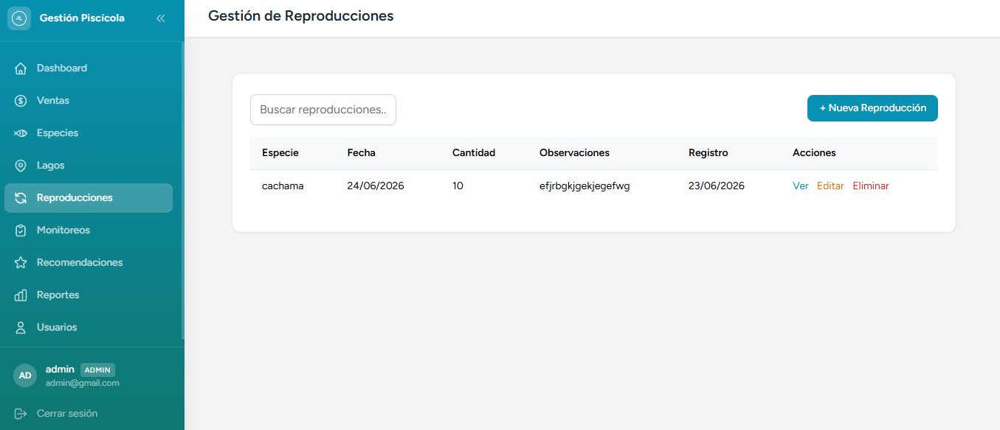 Gestión Piscícola
Dashboard
Ventas
Especies
Lagos
Reproducciones
Monitoreos
Recomendaciones
Reportes
Usuarios
AD
admin ADMIN
admin@gmail.com
Cerrar sesión
Gestión de Reproducciones
Buscar reproducciones..
+ Nueva Reproducción
Especie Fecha Cantidad Observaciones Registro Acciones
cachama 24/06/2026 10 efjrbgkjgekjegefwg 23/06/2026 Ver Editar Eliminar